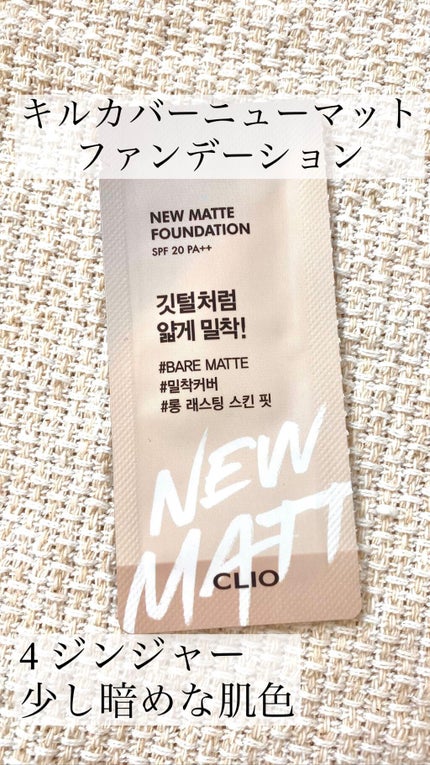 キルカバーニューマット
ファンデーション
NEW MATTE
FOUNDATION
SPF 20 PA++
깃털처럼
얇게 밀착!
#BARE MATTE
#밀착커버
#롱 래스팅 스킨 핏
NEW
MATT
CLIO
4 ジンジャー
少し暗めな肌色